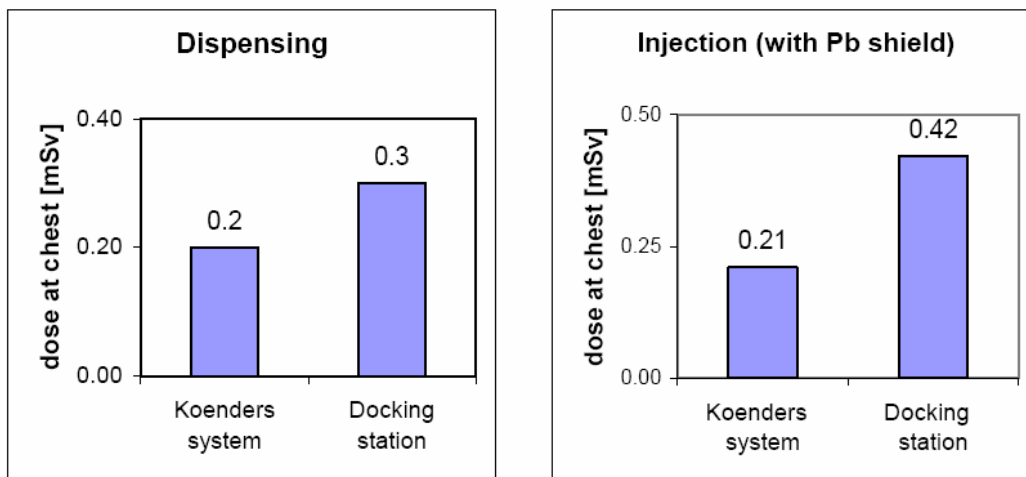 Dispensing
dose at chest [mSv]
0.40
0.20
0.00
0.2
0.3
Koenders
system
Docking
station
Injection (with Pb shield)
dose at chest [mSv]
0.50
0.25
0.00
0.21
0.42
Koenders
system
Docking
station